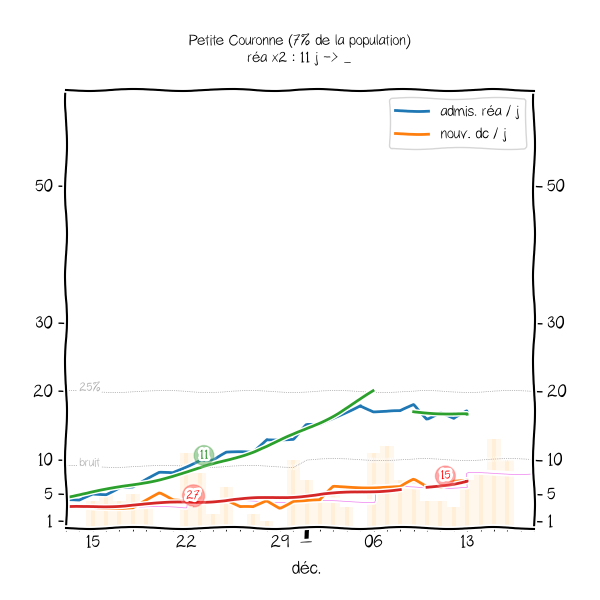 Petite Couronne (7% de la population)
réa x2 : 11 j -> _
admis. réa / j
nouv. dc / j
50 50
30 30
25%
20 20
11
bruit
10 10
15
27
5 5
1 1
15 22 29 06 13
déc.